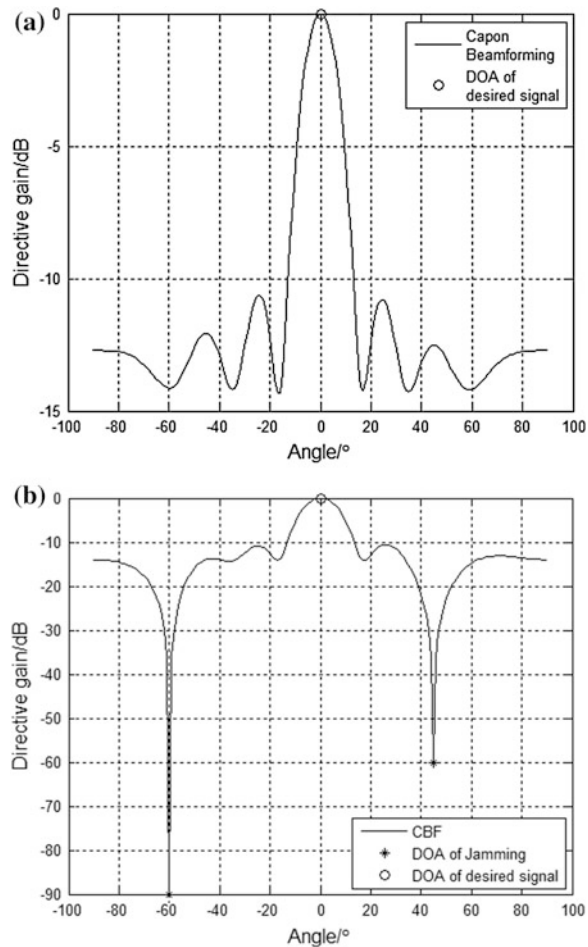 (a)
0
-5
-10
-15
Directive gain/dB
Capon
Beamforming
DOA of
desired signal
-100 -80 -60 -40 -20 0 20 40 60 80 100
Angle/°
(b)
0
-10
-20
-30
-40
-50
-60
-70
-80
-90
Directive gain/dB
CBF
DOA of Jamming
DOA of desired signal
-100 -80 -60 -40 -20 0 20 40 60 80 100
Angle/°